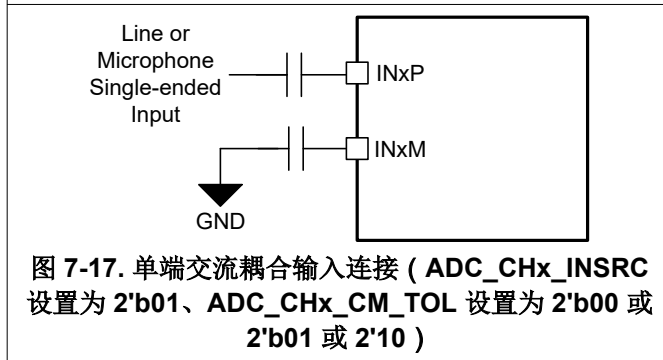 Line or
Microphone
Single-ended
Input
INxP
INxM
GND
图 7-17. 单端交流耦合输入连接 ( ADC_CHx_INSRC
设置为 2'b01、ADC_CHx_CM_TOL 设置为 2'b00 或
2'b01 或 2'10 )